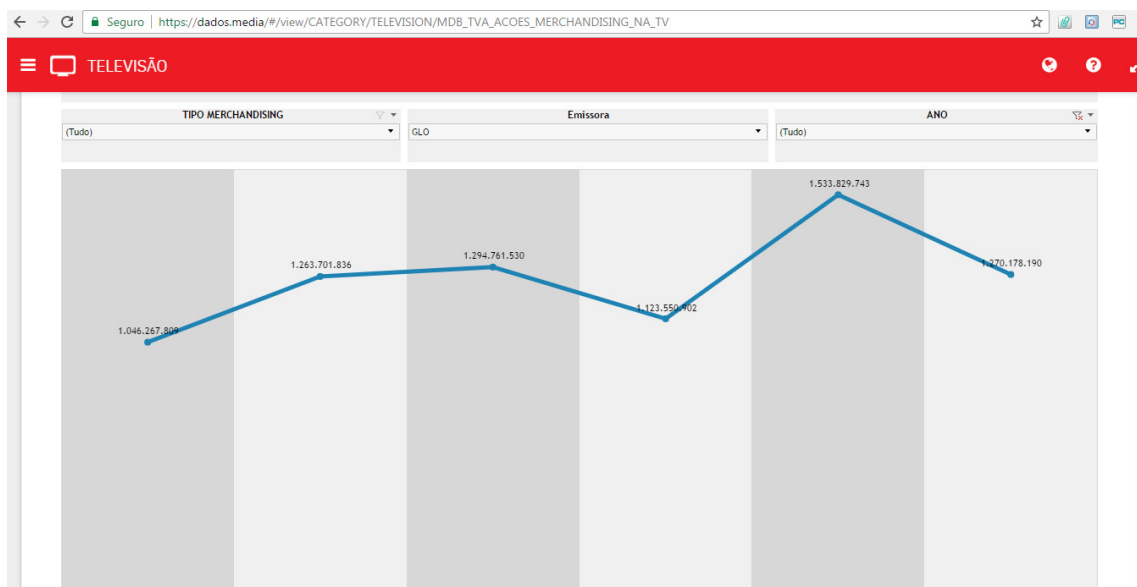 Seguro | https://dados.media/#/view/CATEGORY/TELEVISION/MDB_TVA_ACOES_MERCHANDISING_NA_TV
PC
TELEVISÃO
?
TIPO MERCHANDISING Emissora ANO
(Tudo) GLO (Tudo)
1.533.829.743
1.294.761.530
1.263.701.836 1.270.178.190
1.123.550.902
1.046.267.809